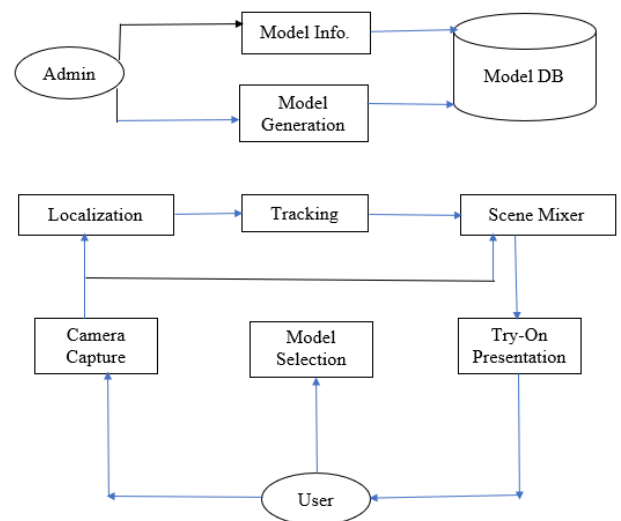 Model Info.
Admin
Model DB
Model
Generation
Localization
Tracking
Scene Mixer
Camera
Capture
Model
Selection
Try-On
Presentation
User